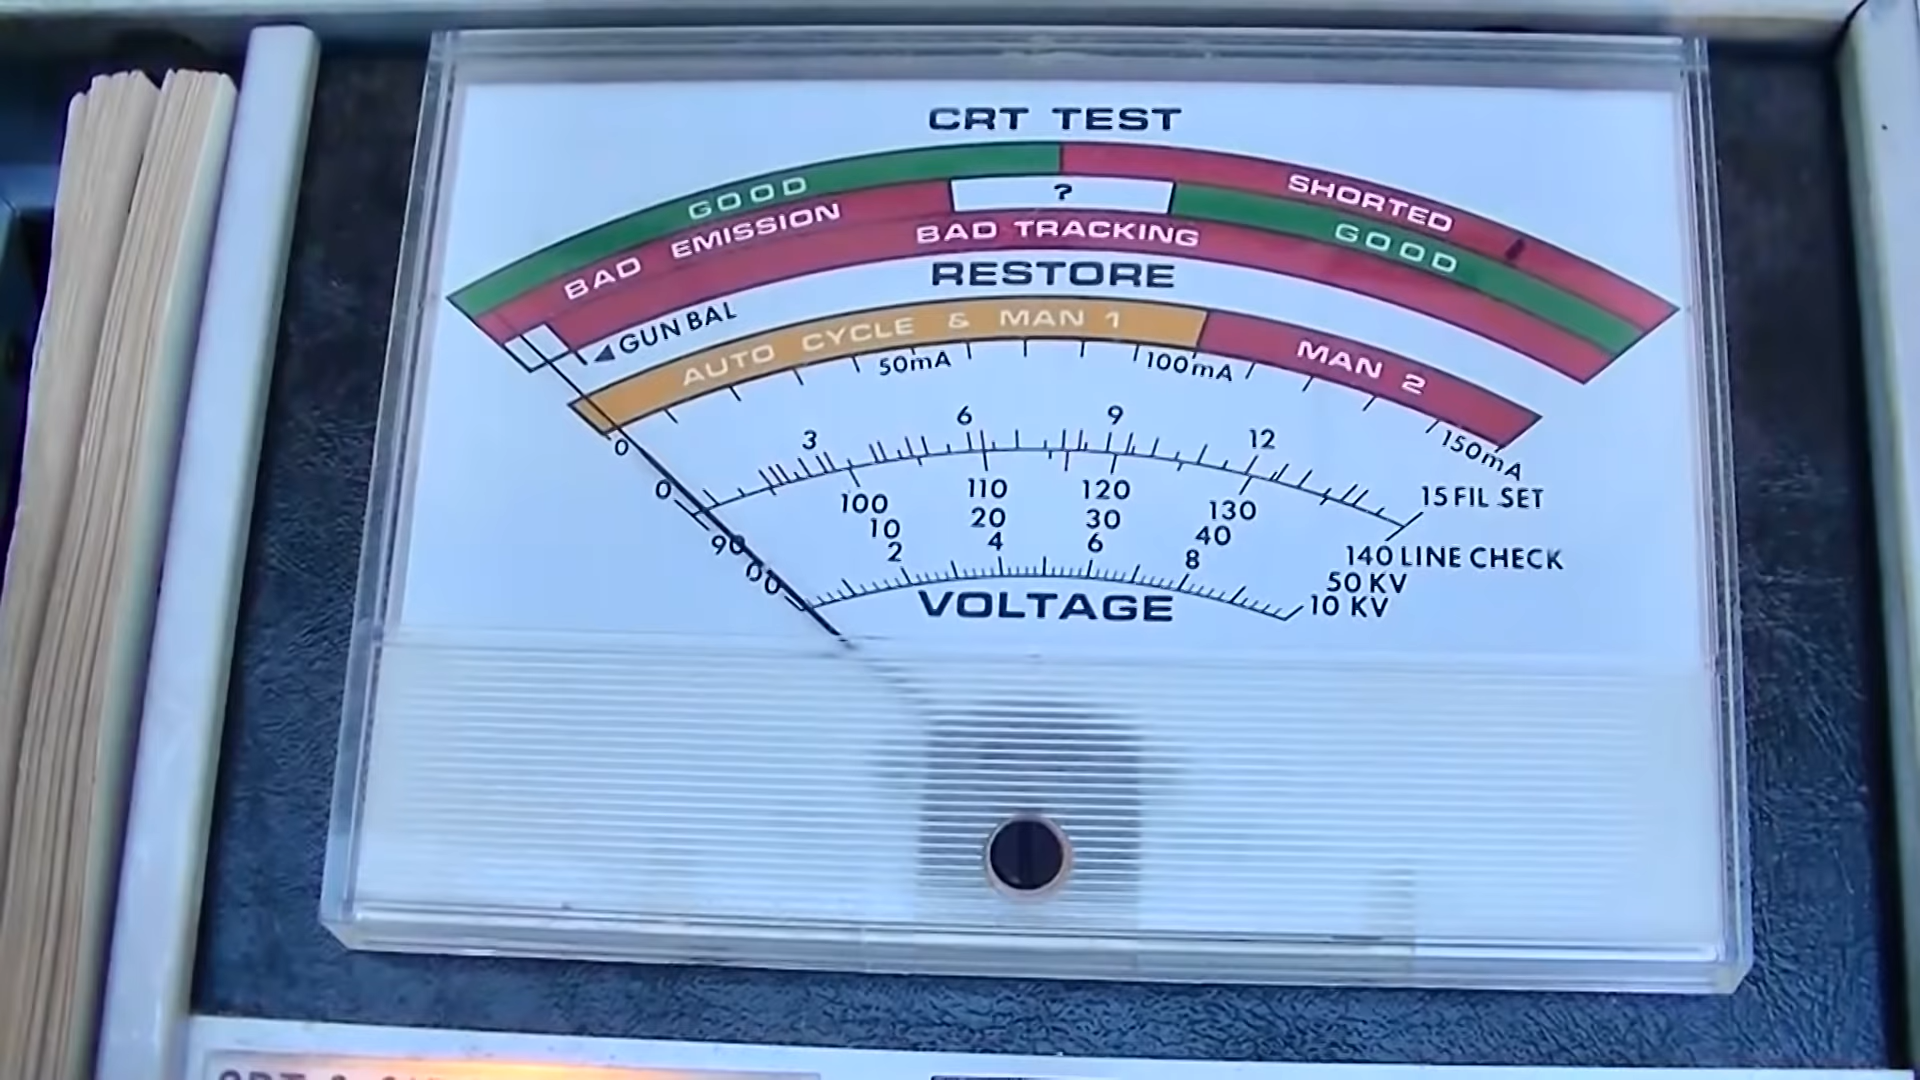 CRT TEST
GOOD SHORTED
BAD EMISSION ? GOOD
BAD TRACKING
GUN BAL
RESTORE
AUTO CYCLE & MAN 1 MAN 2
0 50mA 100mA 150mA
0 3 6 9 12 15 FIL SET
90 100 110 120 130 140 LINE CHECK
0 10 20 30 40 50 KV
0 2 4 6 8 10 KV
VOLTAGE